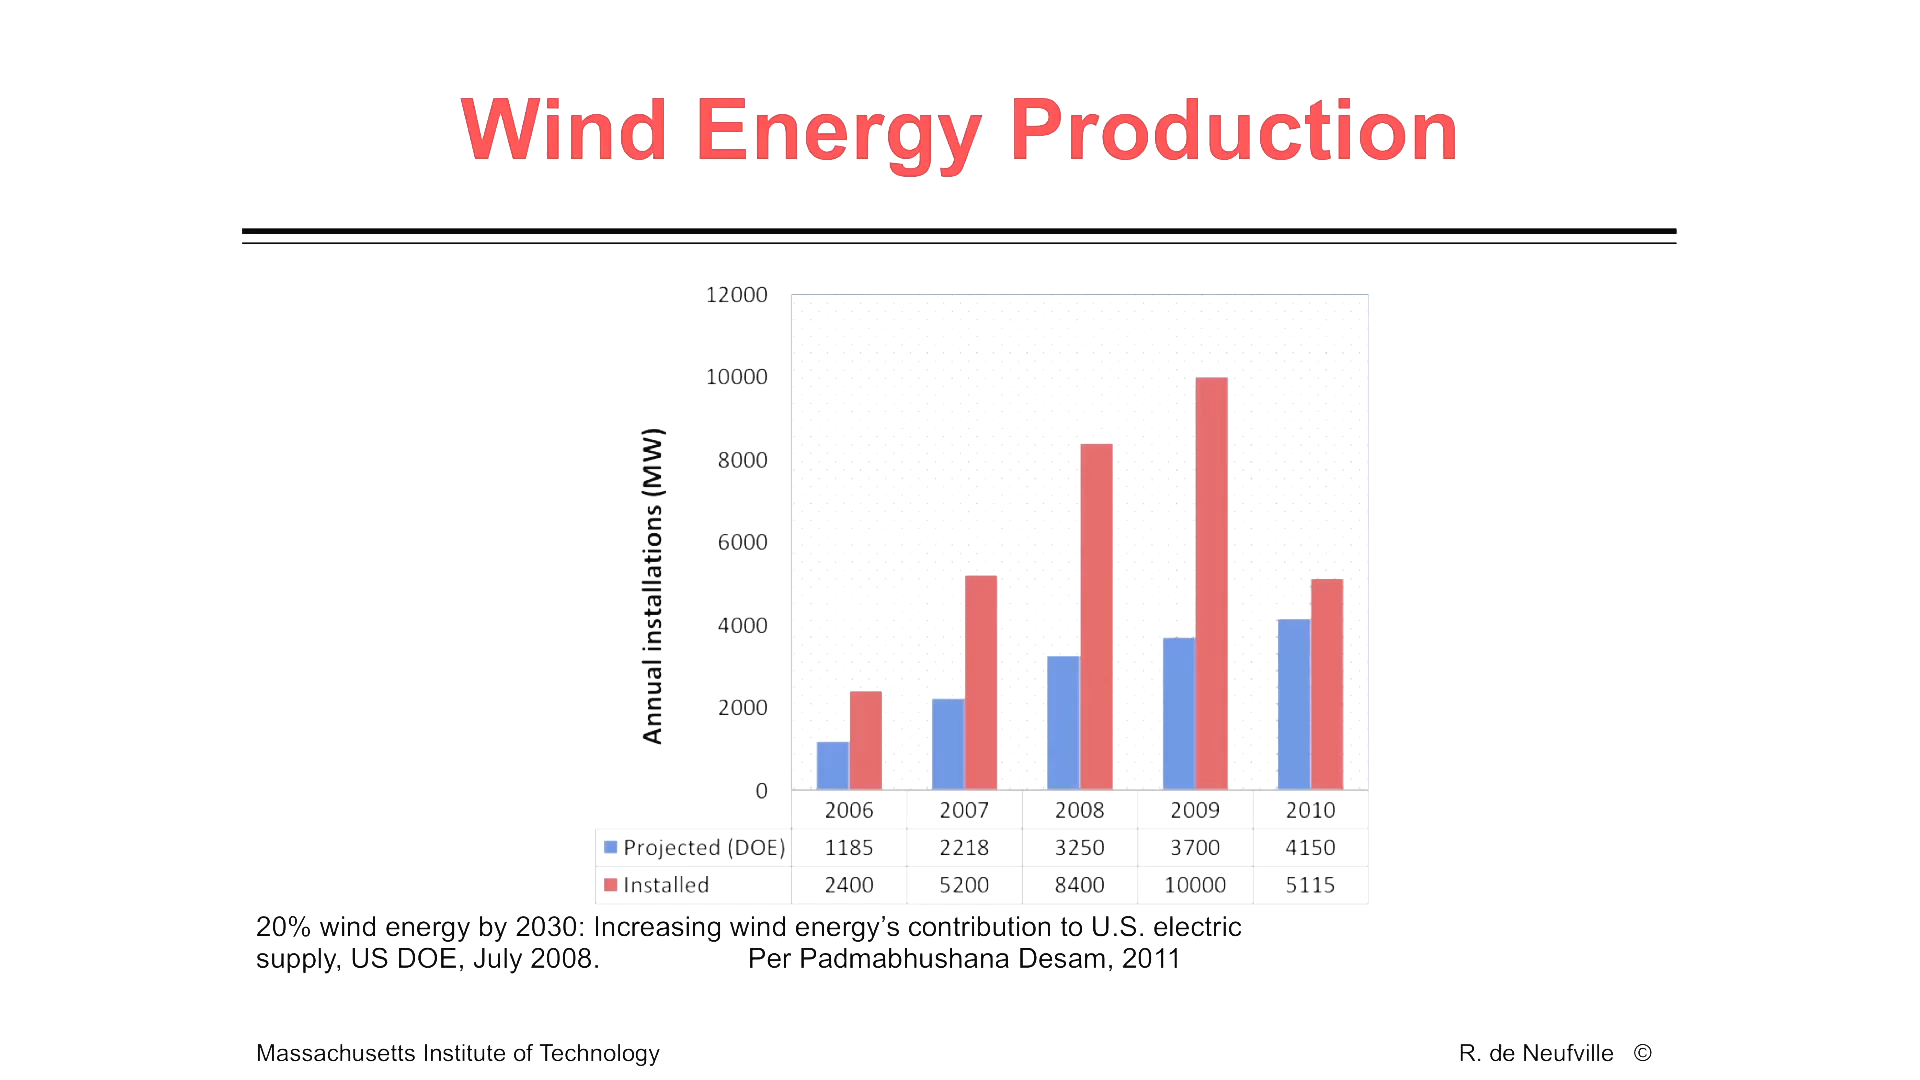 Wind Energy Production
12000
10000
8000
6000
4000
2000
0
Annual installations (MW)
2006 2007 2008 2009 2010
Projected (DOE) 1185 2218 3250 3700 4150
Installed 2400 5200 8400 10000 5115
20% wind energy by 2030: Increasing wind energy’s contribution to U.S. electric
supply, US DOE, July 2008. Per Padmabhushana Desam, 2011
Massachusetts Institute of Technology R. de Neufville ©